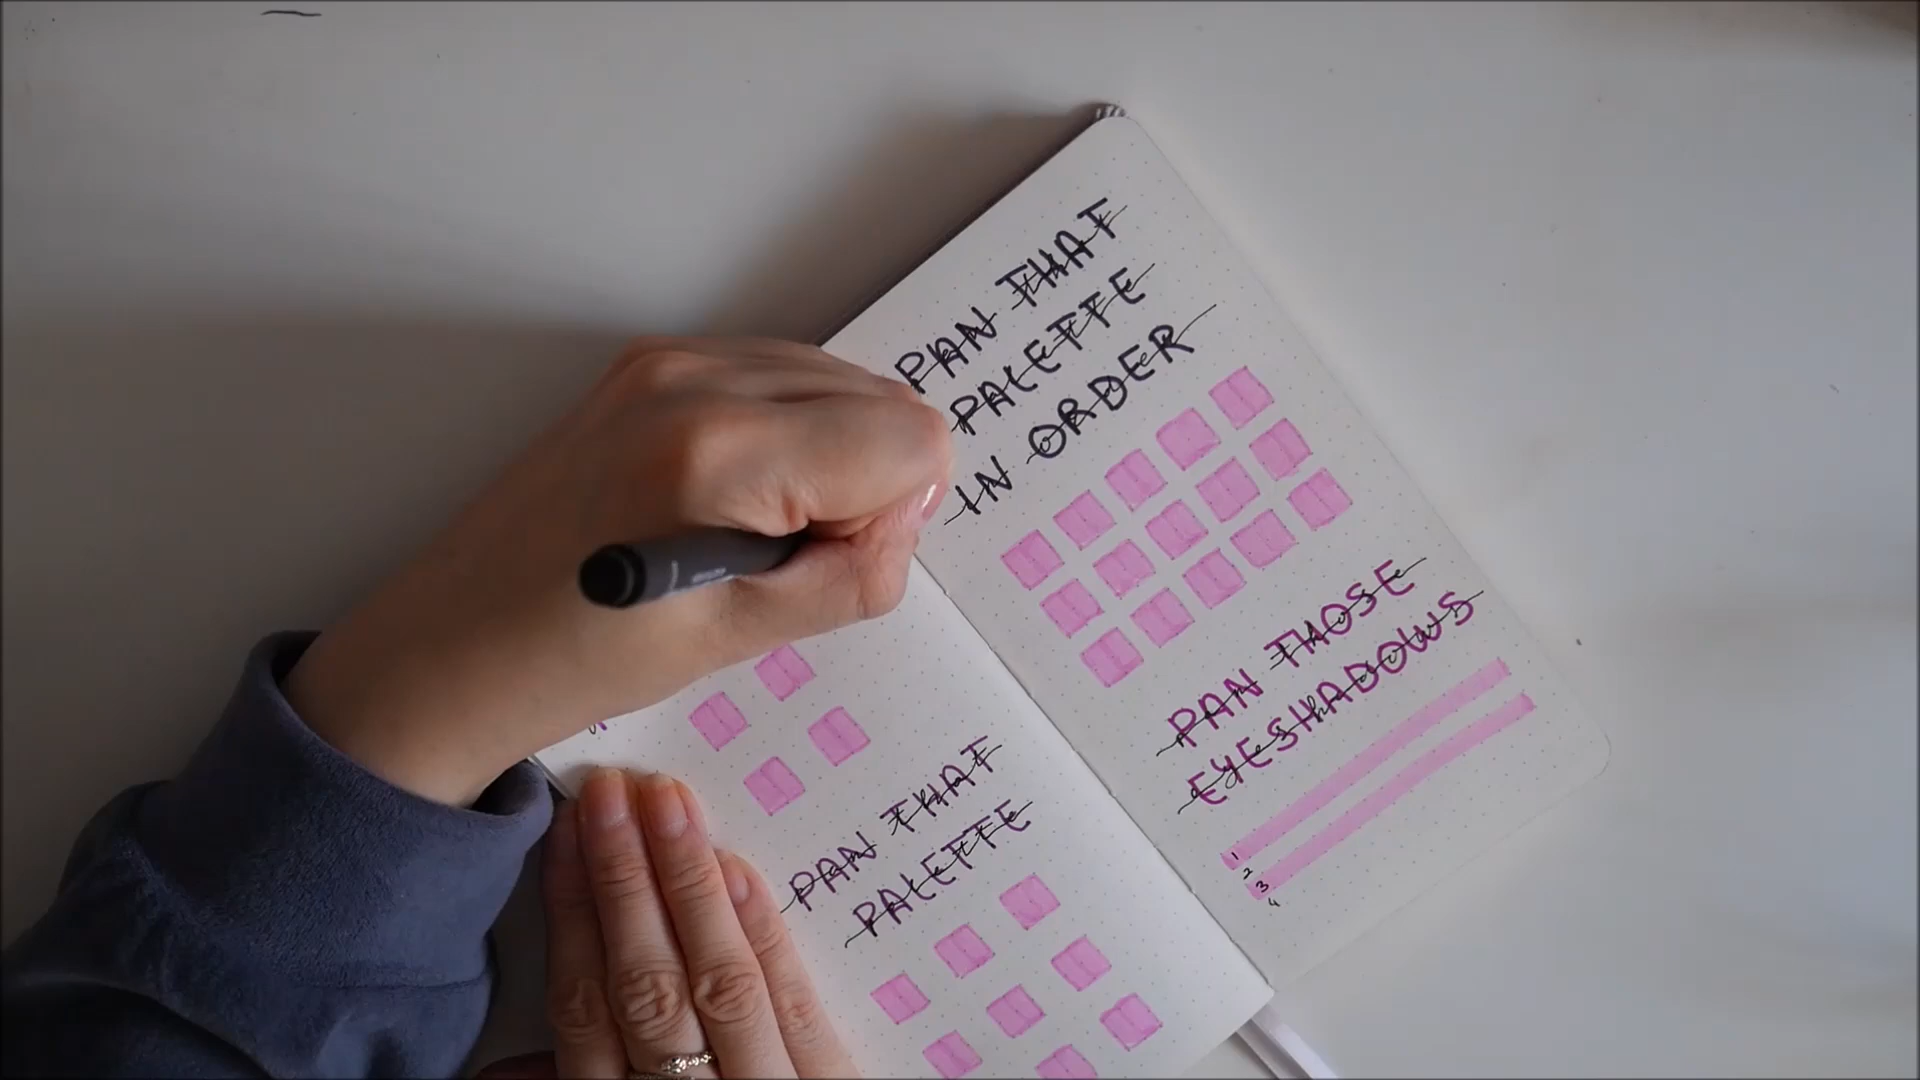 PAN THAT
PALETTE
PAN THAT
PALETTE
IN ORDER
PAN THOSE
EYESHADOWS
1
2
3
4